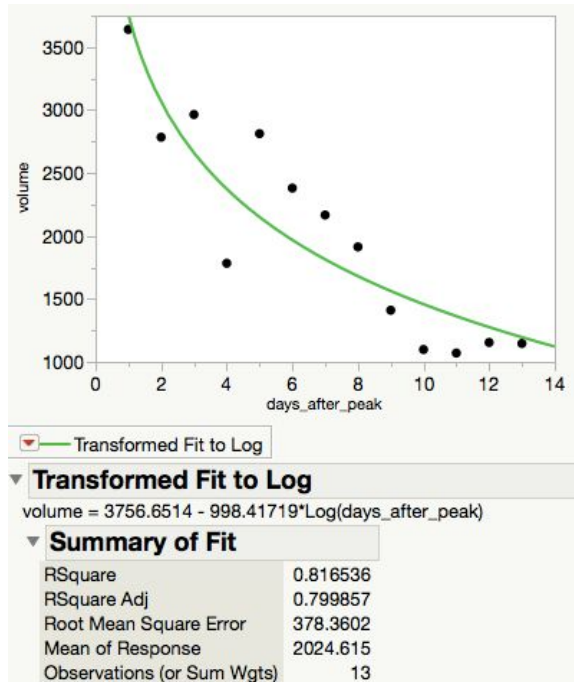 3500
3000
2500
2000
1500
1000
volume
0 2 4 6 8 10 12 14
days_after_peak
Transformed Fit to Log
Transformed Fit to Log
volume = 3756.6514 - 998.41719*Log(days_after_peak)
Summary of Fit
RSquare 0.816536
RSquare Adj 0.799857
Root Mean Square Error 378.3602
Mean of Response 2024.615
Observations (or Sum Wgts) 13